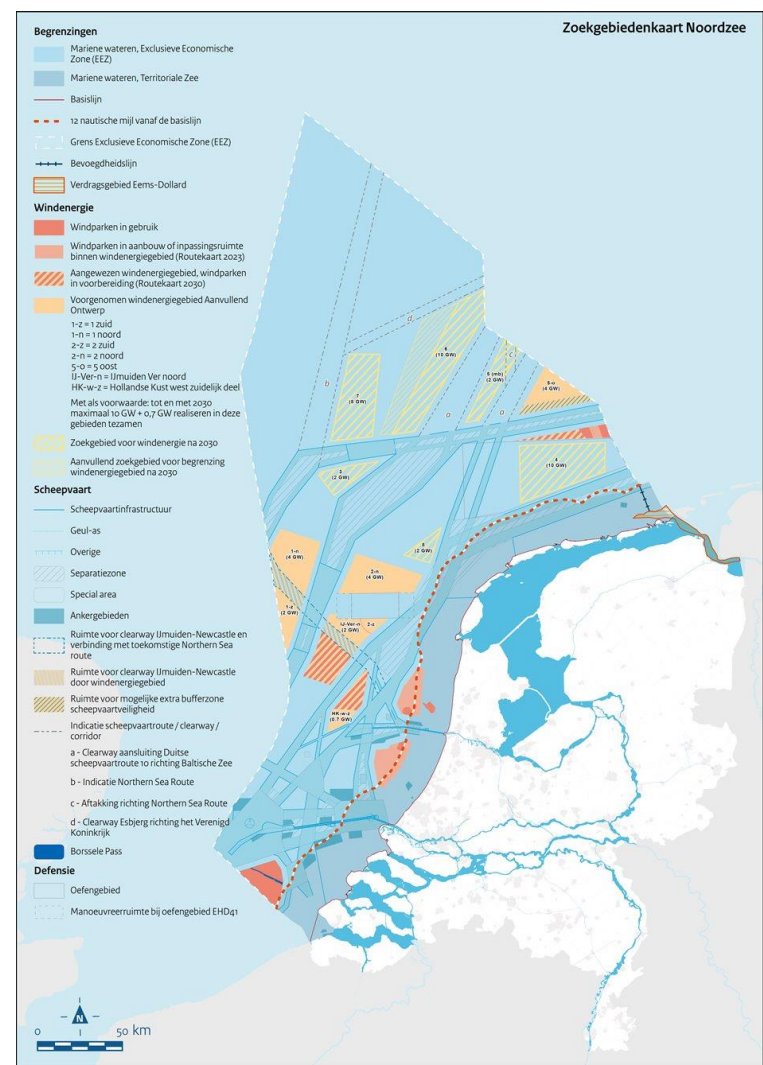 Zoekgebiedenkaart Noordzee
Begrenzingen
Mariene wateren, Exclusieve Economische
Zone (EEZ)
Mariene wateren, Territoriale Zee
Basislijn
12 nautische mijl vanaf de basislijn
Grens Exclusieve Economische Zone (EEZ)
Bevoegdheidslijn
Verdragsgebied Eems-Dollard
Windenergie
Windparken in gebruik
Windparken in aanbouw of inpassingsruimte
binnen windenergiegebied (Routekaart 2023)
Aangewezen windenergiegebied, windparken
in voorbereiding (Routekaart 2030)
Voorgenomen windenergiegebied Aanvullend
Ontwerp
1-z = 1 zuid
1-n = 1 noord
2-z = 2 zuid
2-n = 2 noord
5-o = 5 oost
IJ-Ver-n = IJmuiden Ver noord
HK-w-z = Hollandse Kust west zuidelijk deel
Met als voorwaarde: tot en met 2030
maximaal 10 GW + 0,7 GW realiseren in deze
gebieden tezamen
Zoekgebied voor windenergie na 2030
Aanvullend zoekgebied voor begrenzing
windenergiegebied na 2030
Scheepvaart
Scheepvaartinfrastructuur
Geul-as
Overige
Separatiezone
Special area
Ankergebieden
Ruimte voor clearway IJmuiden-Newcastle en
verbinding met toekomstige Northern Sea
route
Ruimte voor clearway IJmuiden-Newcastle
door windenergiegebied
Ruimte voor mogelijke extra bufferzone
scheepvaartveiligheid
Indicatie scheepvaartroute / clearway /
corridor
a - Clearway aansluiting Duitse
scheepvaartroute 10 richting Baltische Zee
b - Indicatie Northern Sea Route
c - Aftakking richting Northern Sea Route
d - Clearway Esbjerg richting het Verenigd
Koninkrijk
Borssele Pass
Defensie
Oefengebied
Manoeuvreerruimte bij oefengebied EHD41
N
0 50 km
d
6
(10 GW)
c
6 (mb)
(2 GW)
7
(8 GW)
b
5-o
(4 GW)
a
a
4
(10 GW)
3
(2 GW)
8
(2 GW)
1-n
(4 GW)
2-n
(4 GW)
1-z
(2 GW)
IJ-Ver-n
(2 GW)
2-z
HK-w-z
(0.7 GW)